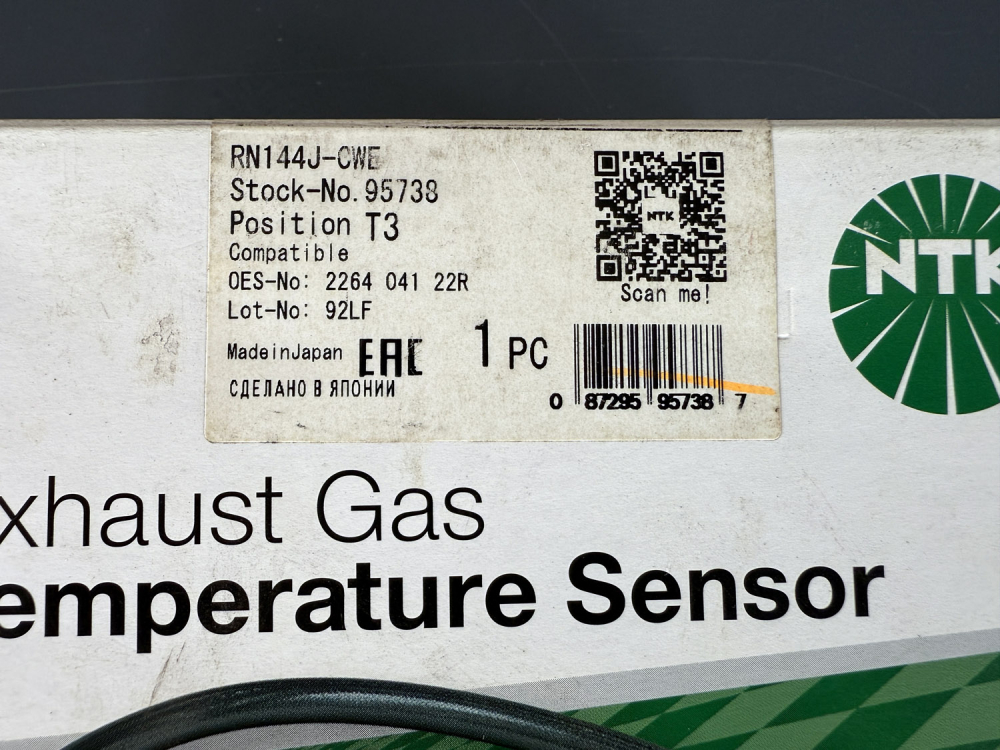 RN144J-CWE
Stock-No. 95738
Position T3
Compatible
OES-No: 2264 041 22R
Lot-No: 92LF
MadeinJapan EAC
СДЕЛАНО В ЯПОНИИ
1 PC
NTK
Scan me!
0 87295 95738 7
NTK
xhaust Gas
emperature Sensor